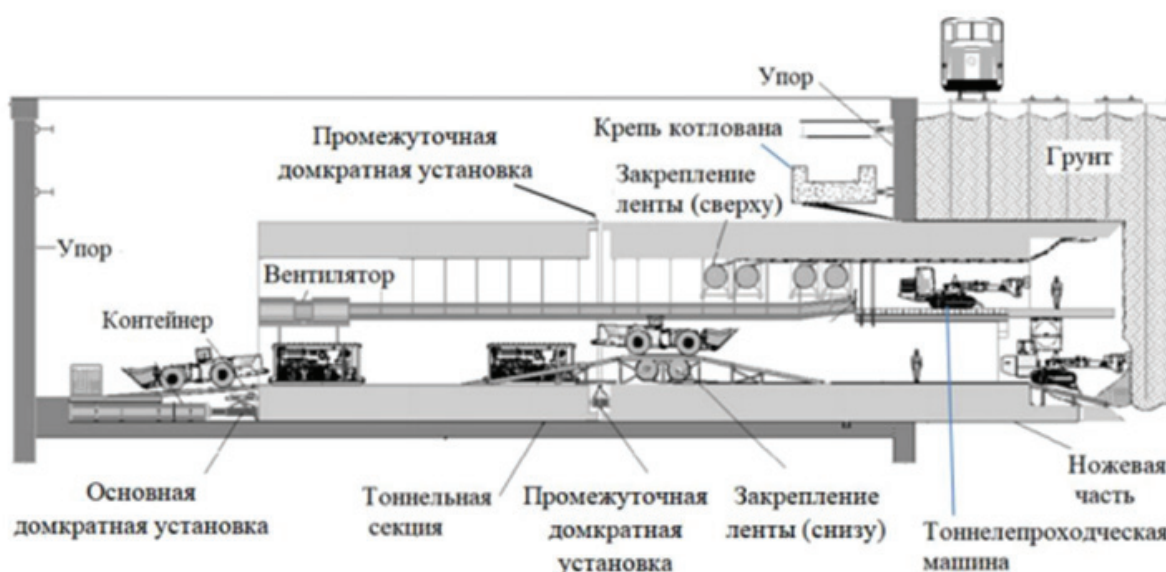 Упор
Крепь котлована
Промежуточная
домкратная установка
Закрепление
ленты (сверху)
Грунт
Упор
Вентилятор
Контейнер
Основная
домкратная установка
Тоннельная
секция
Промежуточная
домкратная
установка
Закрепление
ленты (снизу)
Ножевая
часть
Тоннелепроходческая
машина